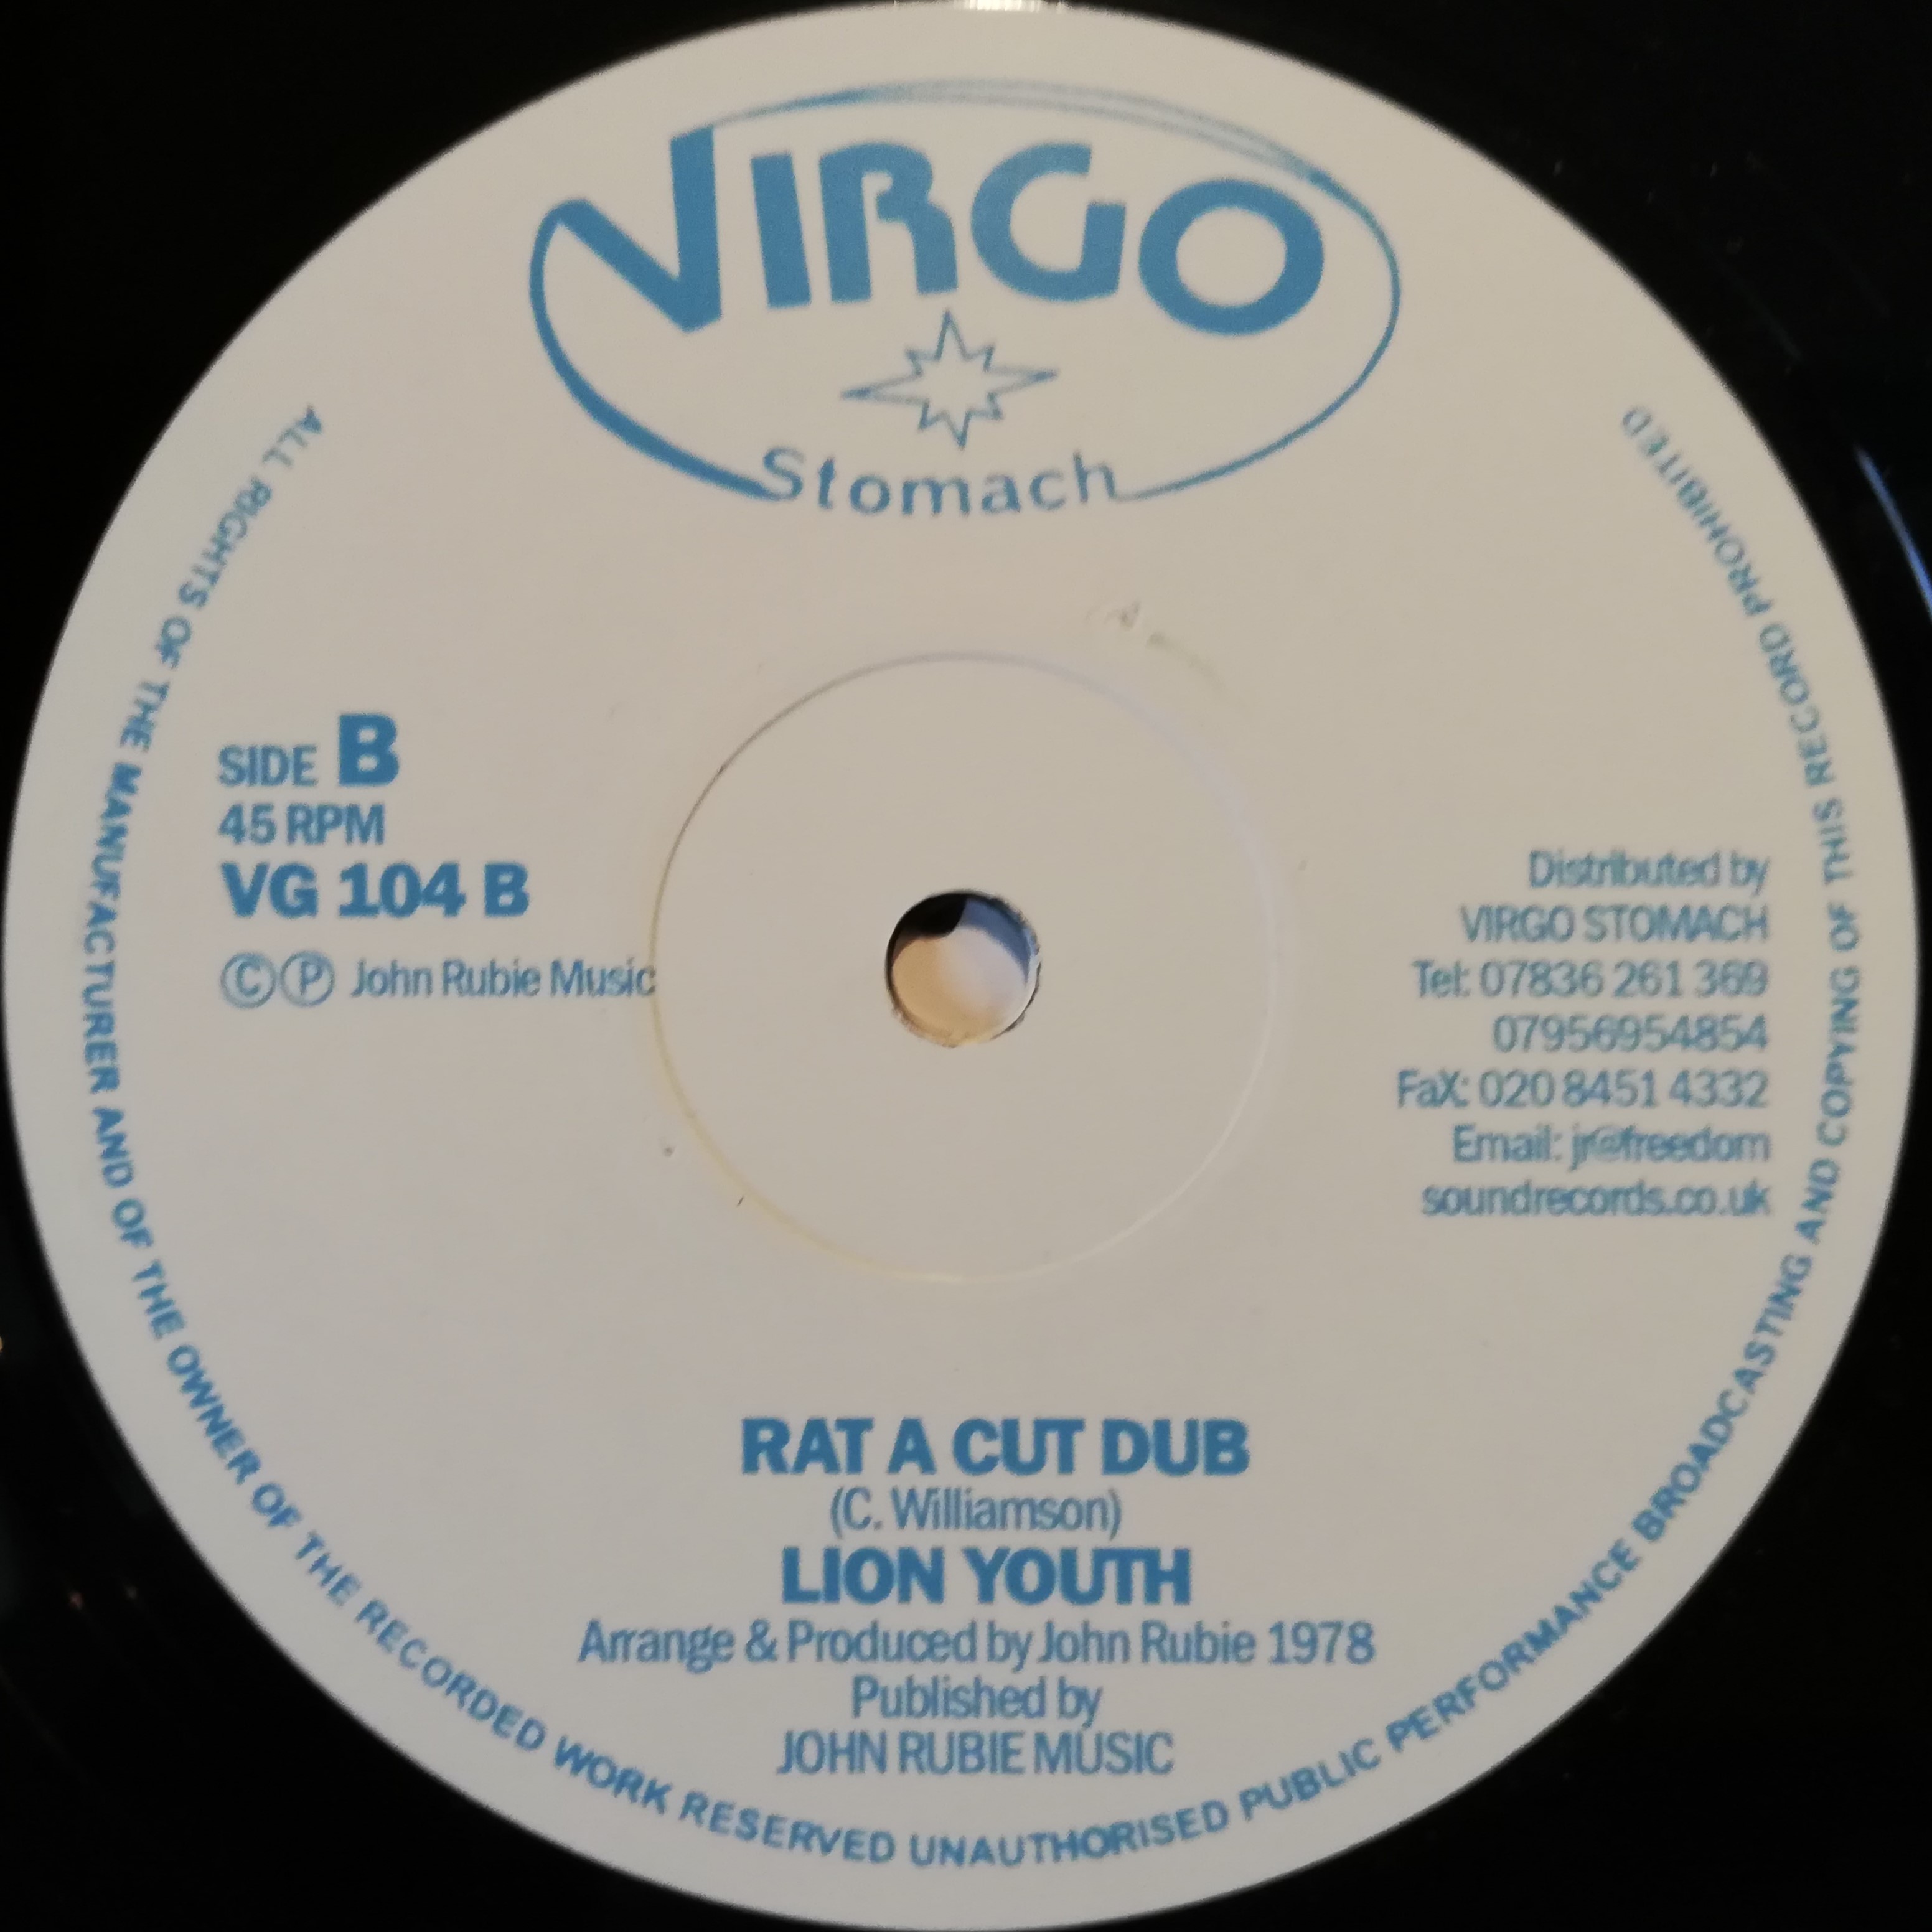 VIRGO
Stomach
SIDE B
45 RPM
VG 104 B
Ⓒ Ⓟ John Rubie Music
Distributed by
VIRGO STOMACH
Tel: 07836 261 369
07956954854
FaX: 020 8451 4332
Email: jr@freedom
soundrecords.co.uk
RAT A CUT DUB
(C. Williamson)
LION YOUTH
Arrange & Produced by John Rubie 1978
Published by
JOHN RUBIE MUSIC
ALL RIGHTS OF THE MANUFACTURER AND OF THE OWNER OF THE RECORDED WORK RESERVED UNAUTHORISED PUBLIC PERFORMANCE BROADCASTING AND COPYING OF THIS RECORD PROHIBITED